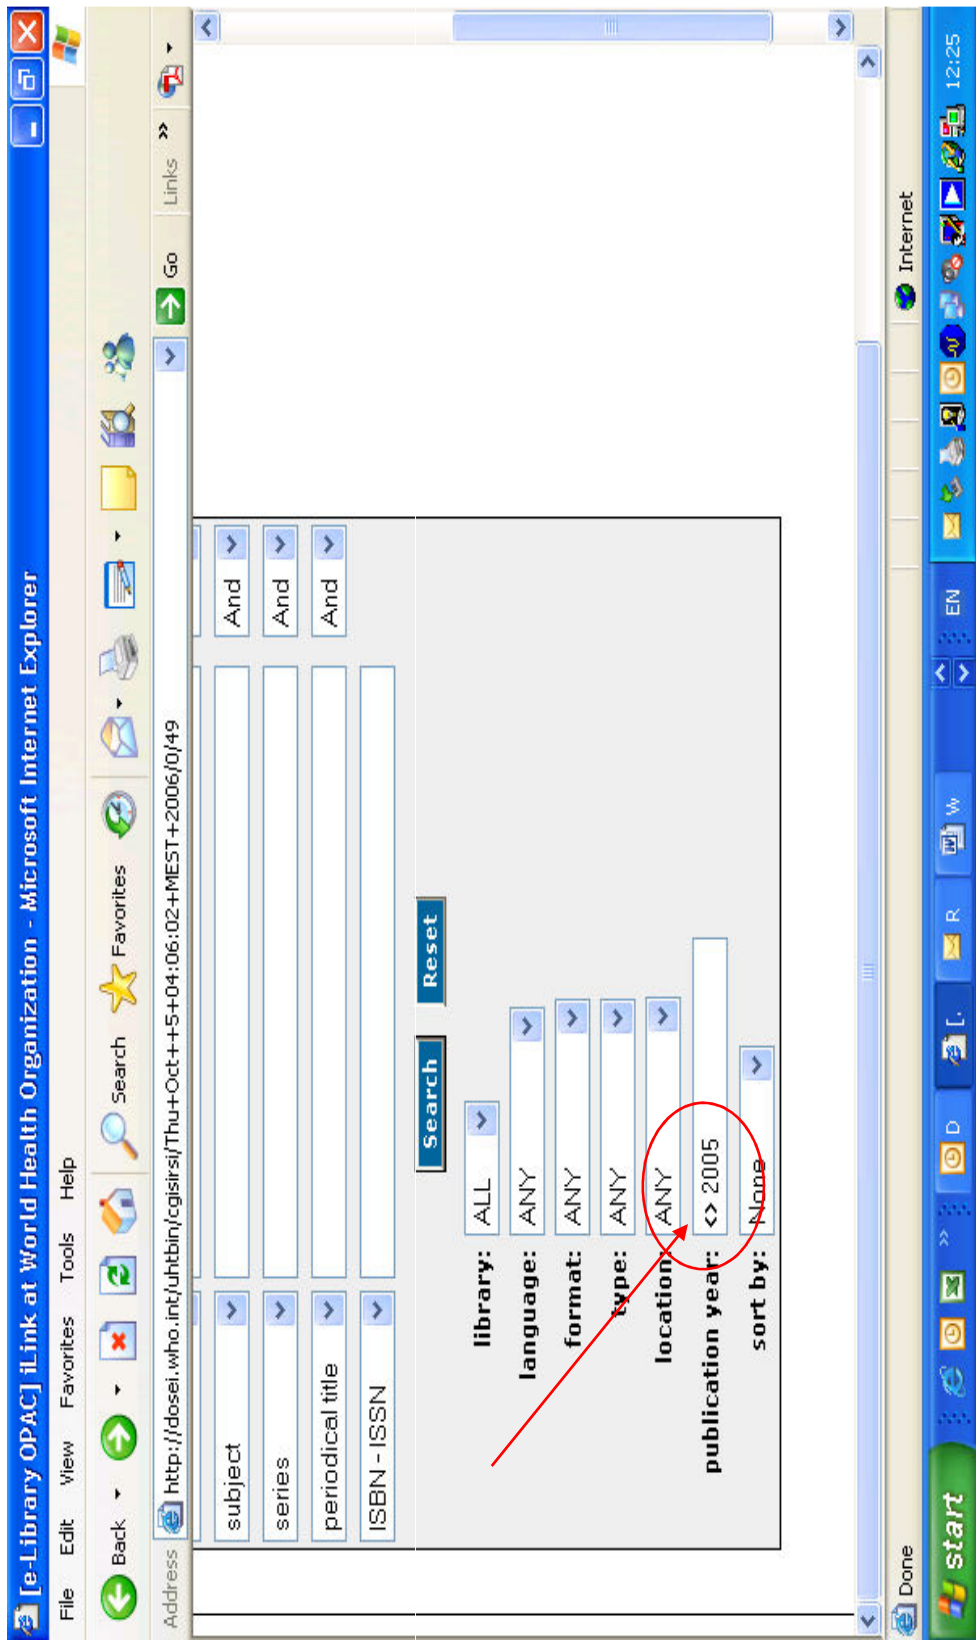 [e-Library OPAC] iLink at World Health Organization - Microsoft Internet Explorer
File Edit View Favorites Tools Help
Back Search Favorites
Address http://dosei.who.int/uhtbin/cgisirsi/Thu+Oct++5+04:06:02+MEST+2006/0/49 Go Links »
subject And
series And
periodical title And
ISBN - ISSN
Search Reset
library: ALL
language: ANY
format: ANY
type: ANY
location: ANY
publication year: <> 2005
sort by: None
Done Internet
start » D [. R W EN 12:25